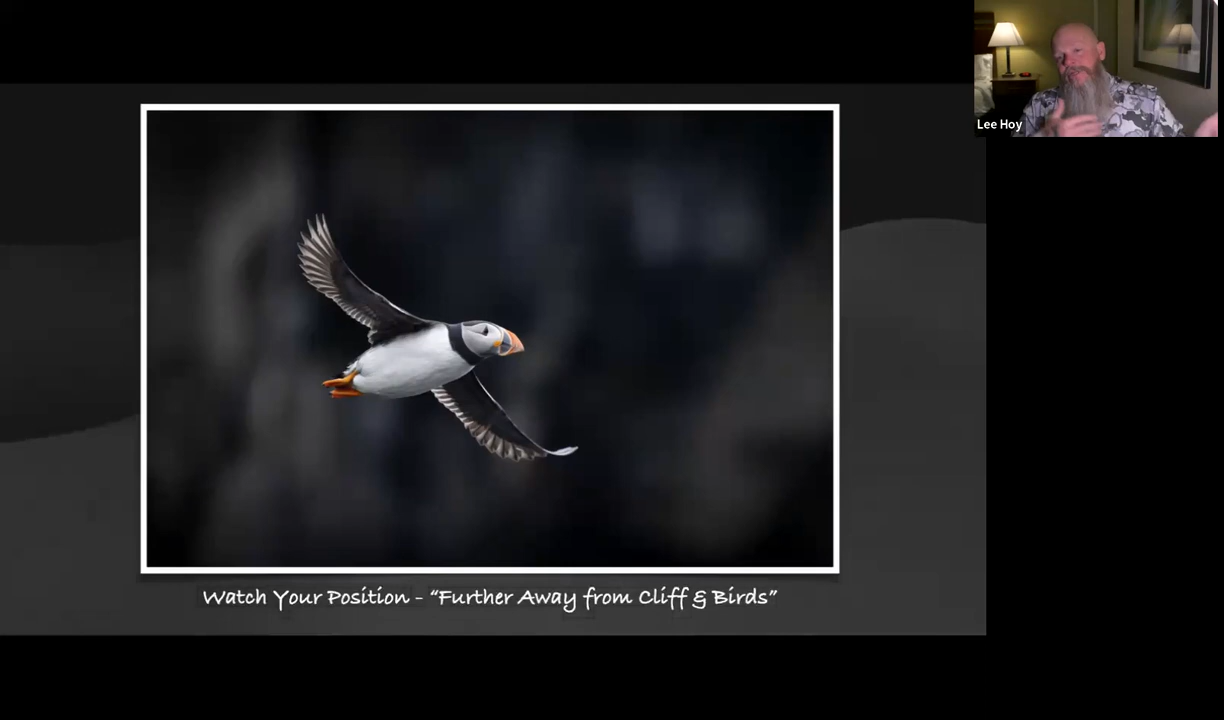 Lee Hoy
Watch Your Position - “Further Away from Cliff & Birds”